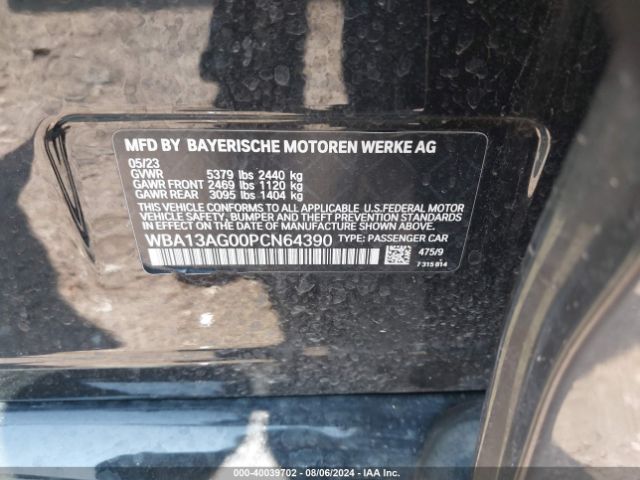 MFD BY BAYERISCHE MOTOREN WERKE AG
05/23
GVWR 5379 lbs 2440 kg
GAWR FRONT 2469 lbs 1120 kg
GAWR REAR 3095 lbs 1404 kg
THIS VEHICLE CONFORMS TO ALL APPLICABLE U.S.FEDERAL MOTOR
VEHICLE SAFETY, BUMPER AND THEFT PREVENTION STANDARDS
IN EFFECT ON THE DATE OF MANUFACTURE SHOWN ABOVE.
WBA13AG00PCN64390 TYPE: PASSENGER CAR
475/9
7 315 014
000-40039702 - 08/06/2024 - IAA Inc.